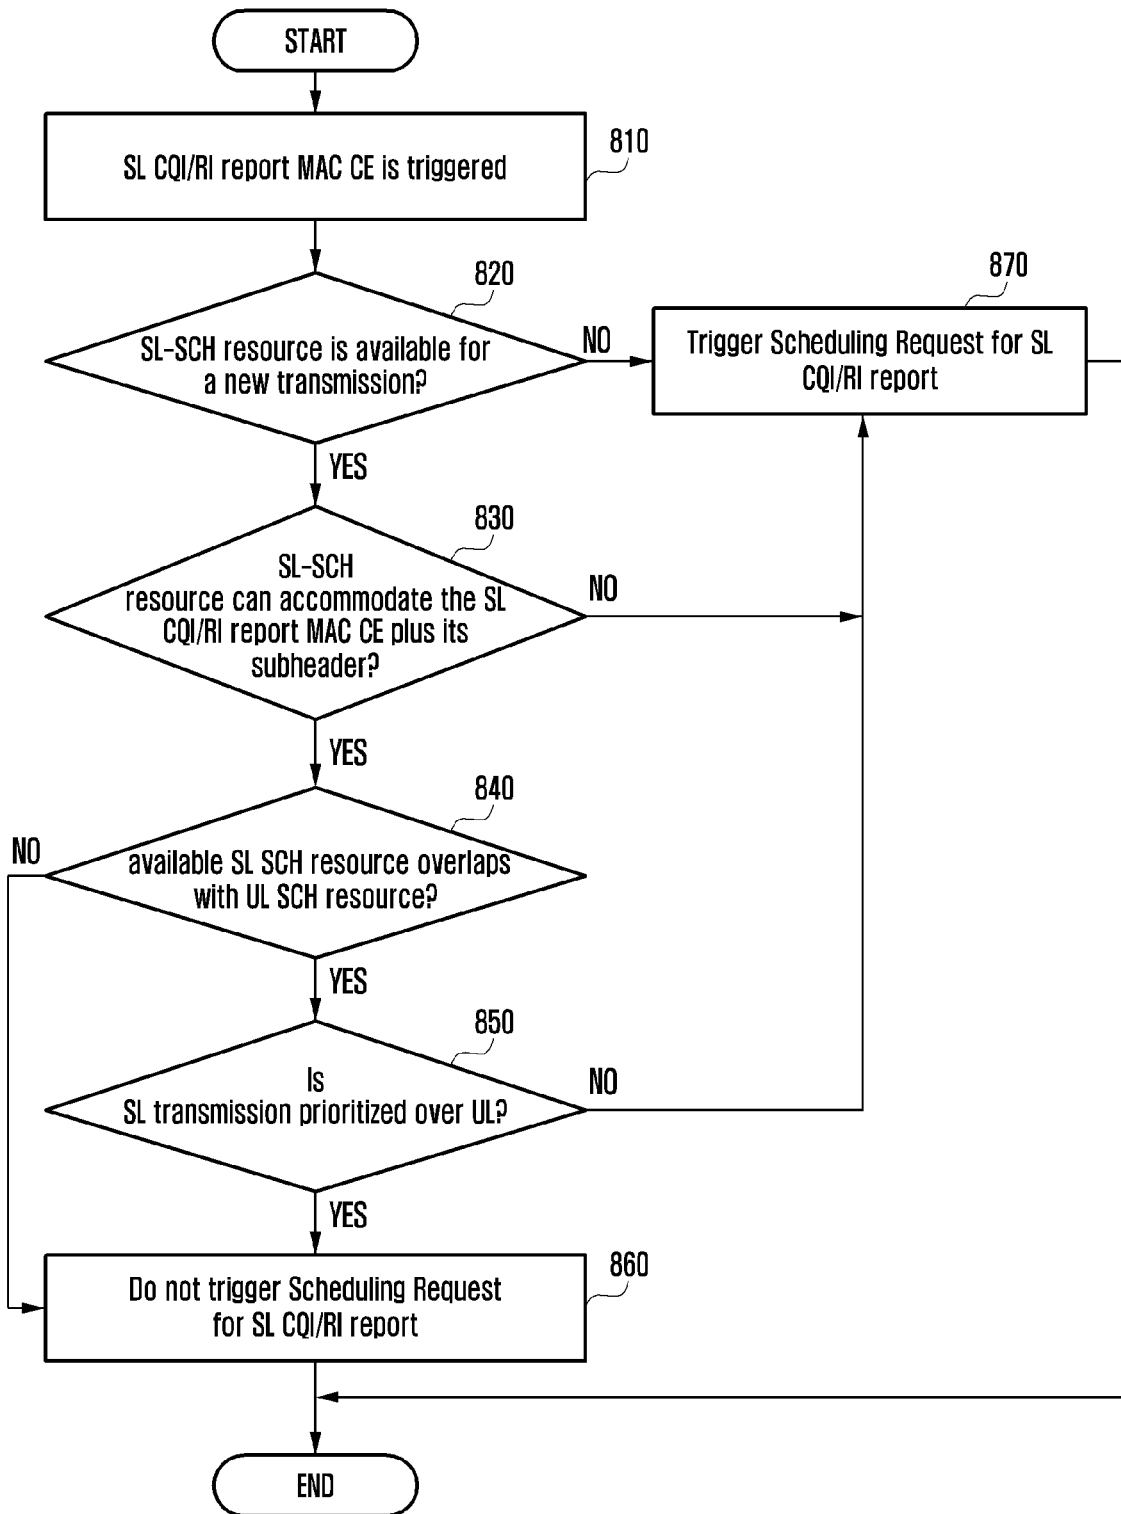 START
810
SL CQI/RI report MAC CE is triggered
820
SL-SCH resource is available for
a new transmission?
NO
870
Trigger Scheduling Request for SL
CQI/RI report
YES
830
SL-SCH
resource can accommodate the SL
CQI/RI report MAC CE plus its
subheader?
NO
YES
840
NO
available SL SCH resource overlaps
with UL SCH resource?
YES
850
Is
SL transmission prioritized over UL?
NO
YES
860
Do not trigger Scheduling Request
for SL CQI/RI report
END